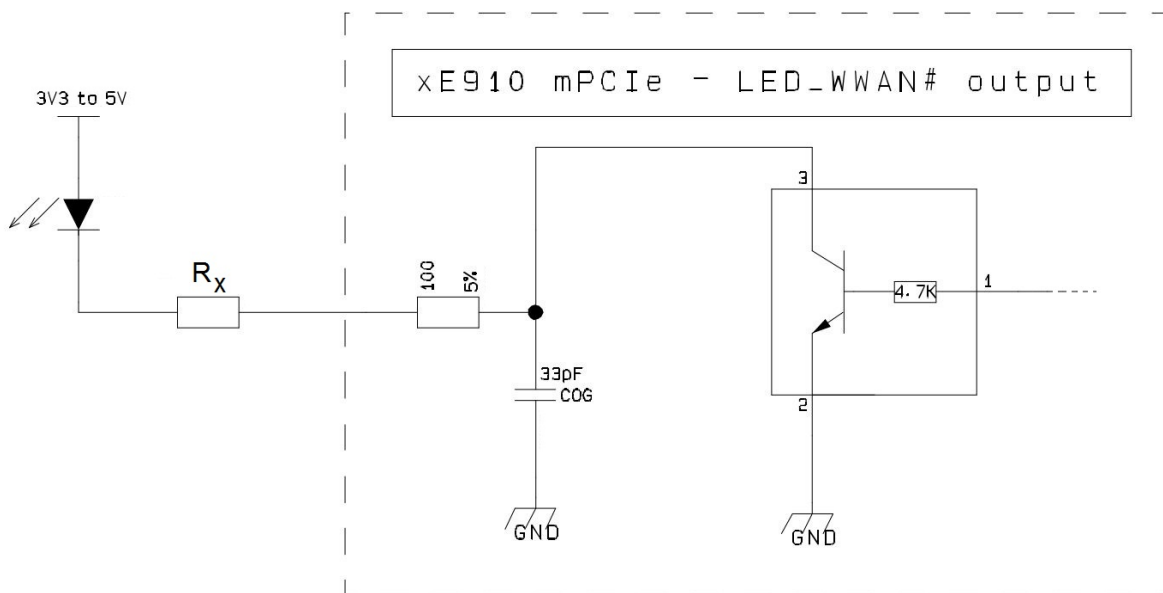 xE910 mPCIe - LED_WWAN# output
3V3 to 5V
3
RX
100
5%
4.7K
1
33pF
COG
2
GND
GND